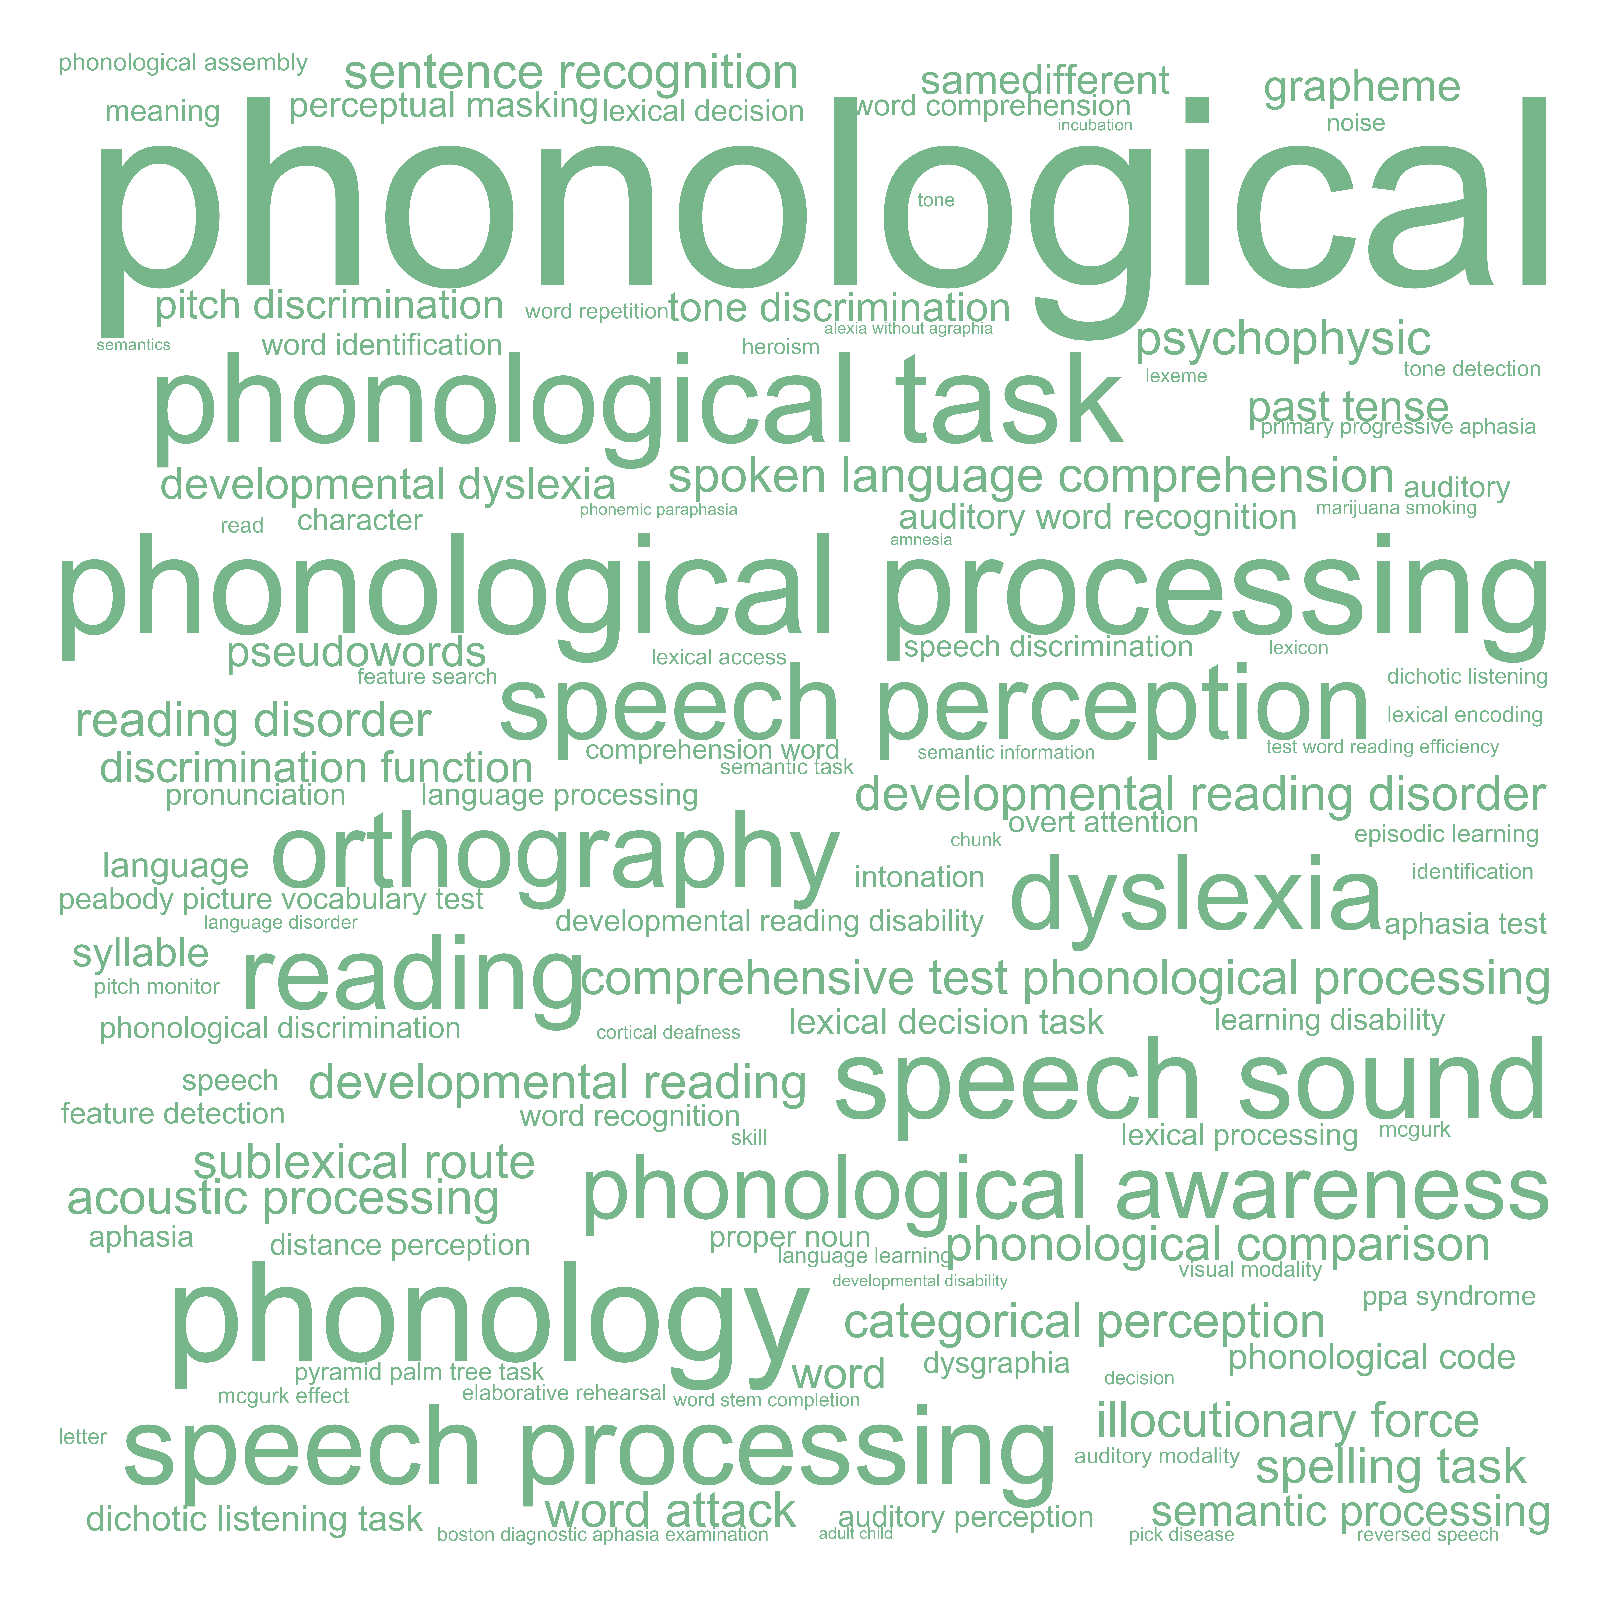 phonological assembly
sentence recognition
samedifferent
grapheme
meaning
perceptual masking
lexical decision
word comprehension
incubation
noise
phonological
tone
pitch discrimination
word repetition
tone discrimination
alexia without agraphia
psychophysic
semantics
word identification
heroism
lexeme
tone detection
phonological task
past tense
primary progressive aphasia
developmental dyslexia
spoken language comprehension
auditory
read
character
phonemic paraphasia
auditory word recognition
marijuana smoking
amnesia
phonological processing
pseudowords
lexical access
speech discrimination
lexicon
feature search
dichotic listening
speech perception
reading disorder
lexical encoding
comprehension word
semantic information
test word reading efficiency
discrimination function
semantic task
pronunciation
language processing
developmental reading disorder
overt attention
orthography
chunk
episodic learning
language
intonation
dyslexia
identification
peabody picture vocabulary test
language disorder
developmental reading disability
aphasia test
syllable
reading
comprehensive test phonological processing
pitch monitor
phonological discrimination
cortical deafness
lexical decision task
learning disability
speech
developmental reading
speech sound
feature detection
word recognition
skill
lexical processing
mcgurk
sublexical route
phonological awareness
acoustic processing
aphasia
distance perception
proper noun
language learning
phonological comparison
visual modality
developmental disability
phonology
ppa syndrome
categorical perception
pyramid palm tree task
word
dysgraphia
phonological code
decision
mcgurk effect
elaborative rehearsal
word stem completion
letter
speech processing
illocutionary force
auditory modality
spelling task
dichotic listening task
word attack
auditory perception
semantic processing
boston diagnostic aphasia examination
adult child
pick disease
reversed speech